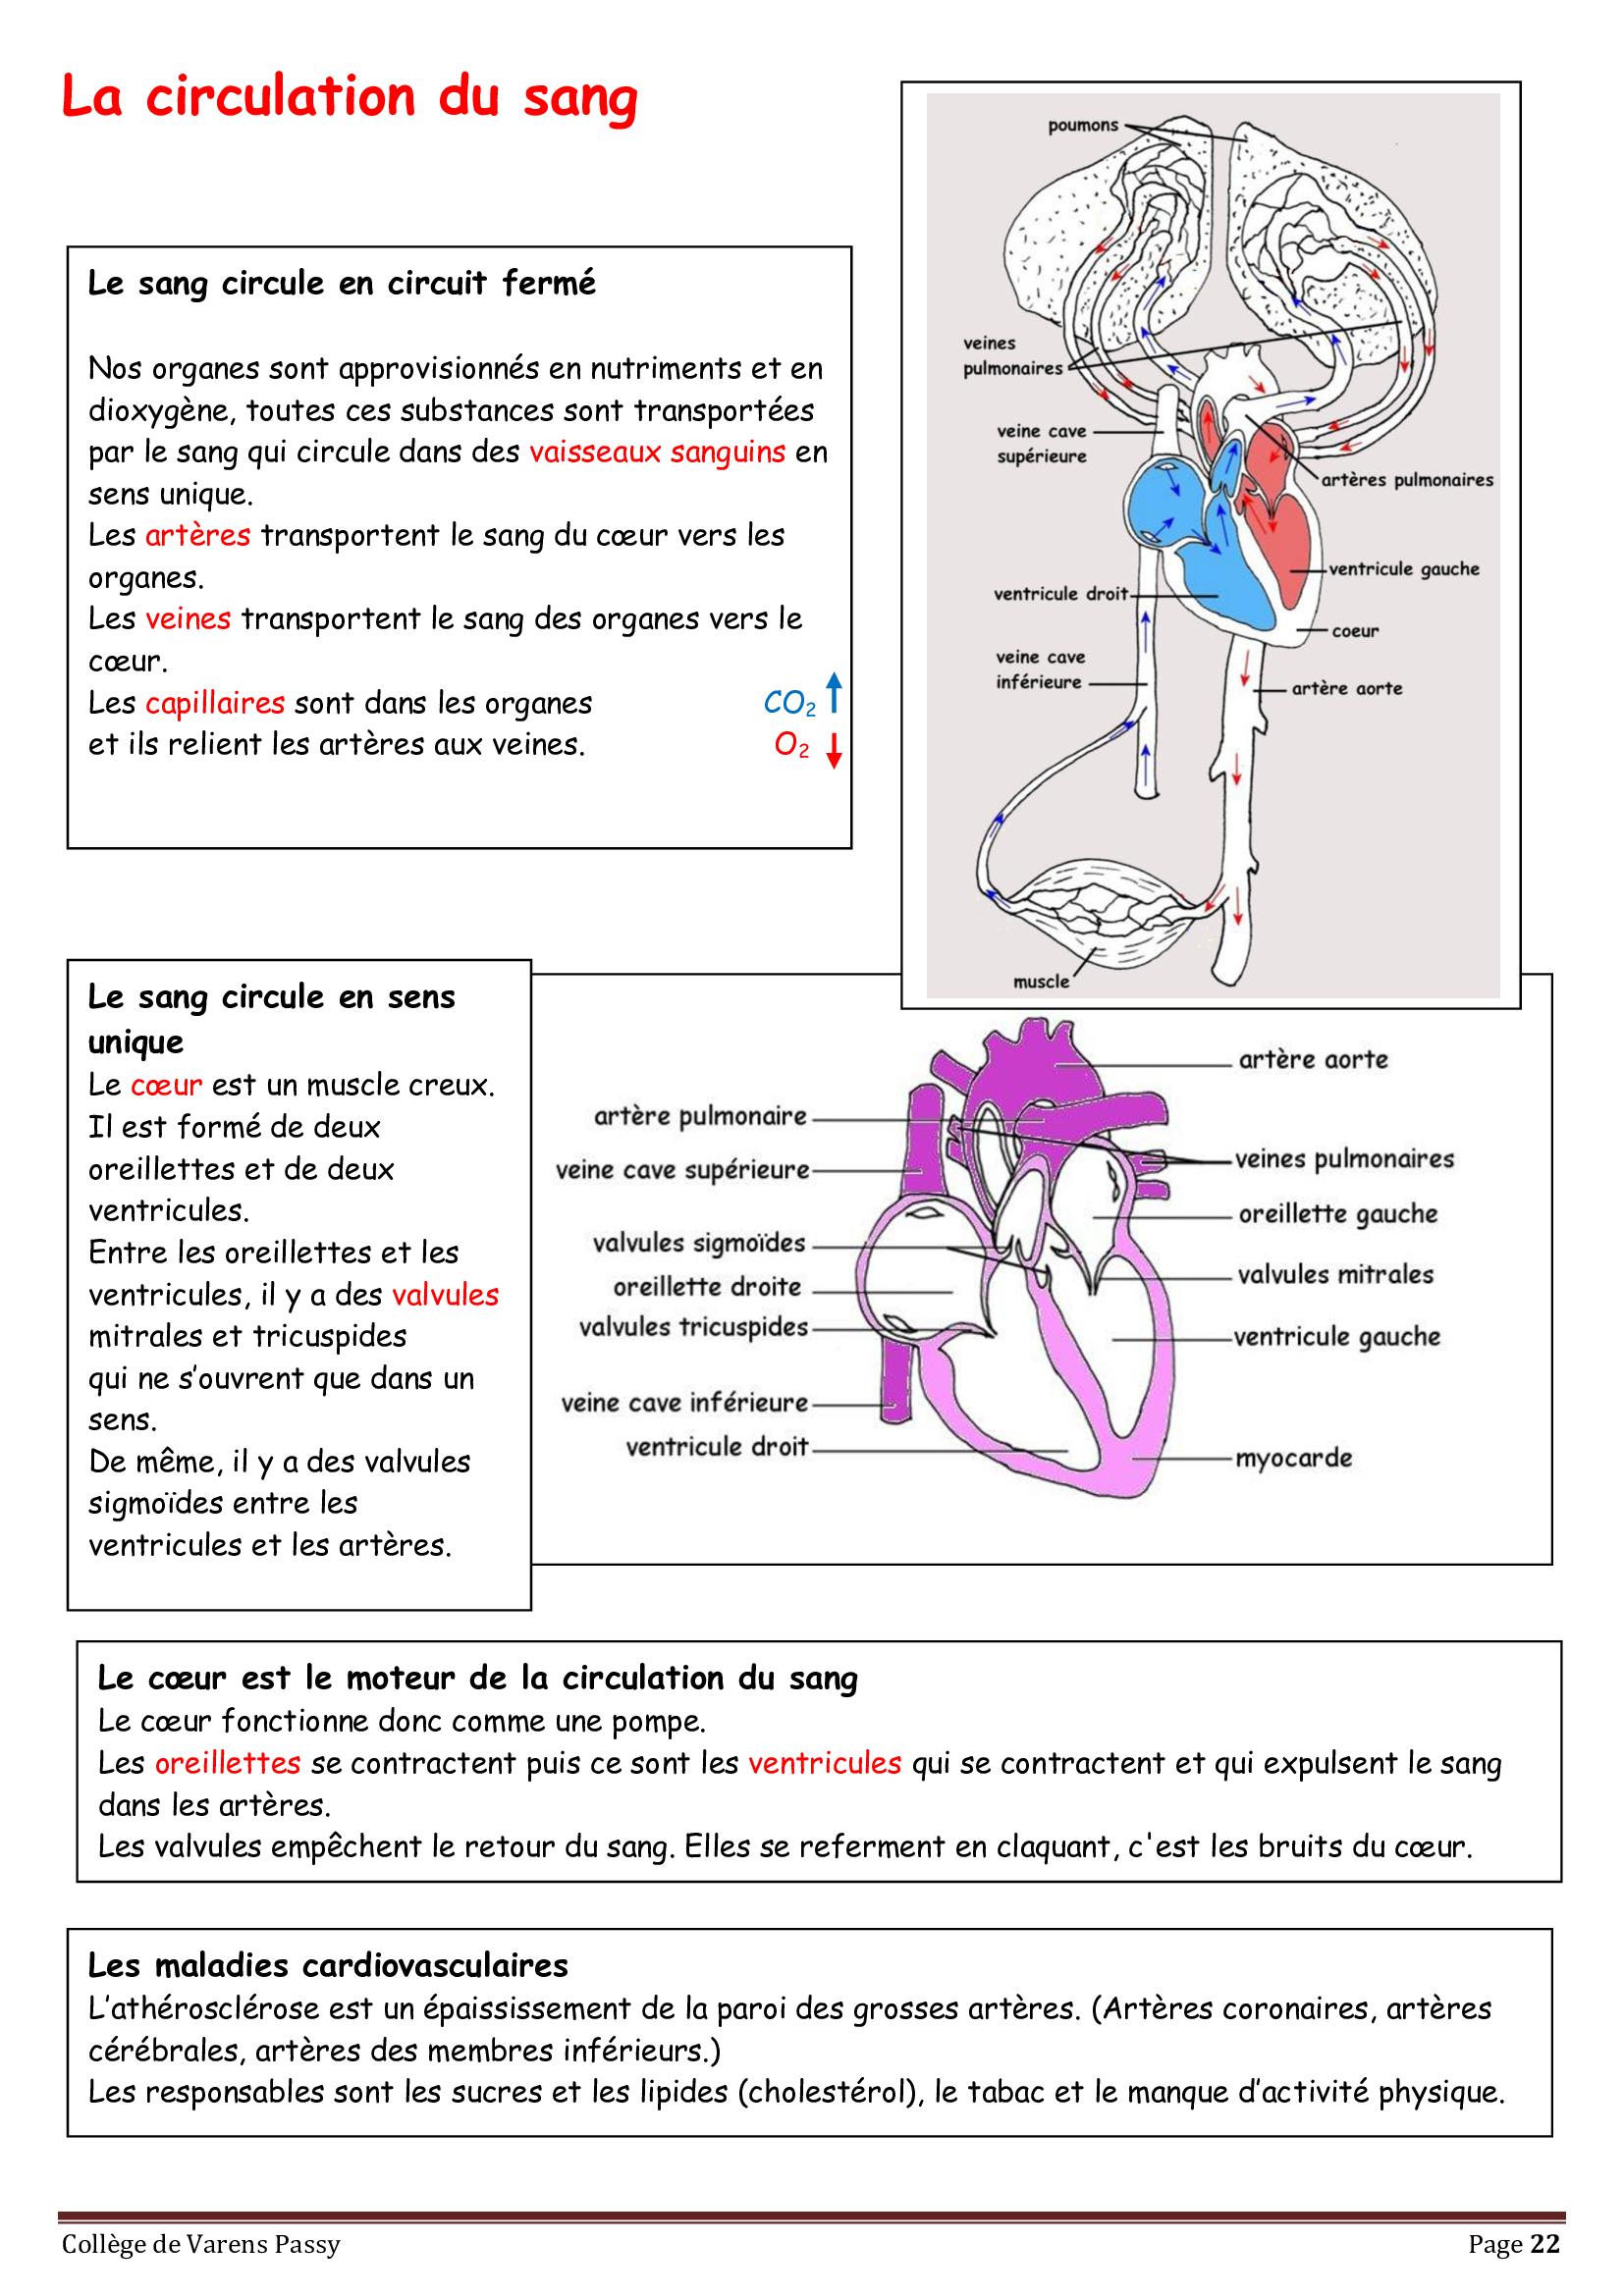 La circulation du sang
Le sang circule en circuit fermé
Nos organes sont approvisionnés en nutriments et en
dioxygène, toutes ces substances sont transportées
par le sang qui circule dans des vaisseaux sanguins en
sens unique.
Les artères transportent le sang du cœur vers les
organes.
Les veines transportent le sang des organes vers le
cœur.
Les capillaires sont dans les organes
et ils relient les artères aux veines.
CO₂
O₂
poumons
veines
pulmonaires
veine cave
supérieure
artères pulmonaires
ventricule gauche
ventricule droit
coeur
veine cave
inférieure
artère aorte
muscle
Le sang circule en sens
unique
Le cœur est un muscle creux.
Il est formé de deux
oreillettes et de deux
ventricules.
Entre les oreillettes et les
ventricules, il y a des valvules
mitrales et tricuspides
qui ne s’ouvrent que dans un
sens.
De même, il y a des valvules
sigmoïdes entre les
ventricules et les artères.
artère aorte
artère pulmonaire
veines pulmonaires
veine cave supérieure
oreillette gauche
valvules sigmoïdes
valvules mitrales
oreillette droite
valvules tricuspides
ventricule gauche
veine cave inférieure
ventricule droit
myocarde
Le cœur est le moteur de la circulation du sang
Le cœur fonctionne donc comme une pompe.
Les oreillettes se contractent puis ce sont les ventricules qui se contractent et qui expulsent le sang
dans les artères.
Les valvules empêchent le retour du sang. Elles se referment en claquant, c'est les bruits du cœur.
Les maladies cardiovasculaires
L’athérosclérose est un épaississement de la paroi des grosses artères. (Artères coronaires, artères
cérébrales, artères des membres inférieurs.)
Les responsables sont les sucres et les lipides (cholestérol), le tabac et le manque d’activité physique.
Collège de Varens Passy
Page 22